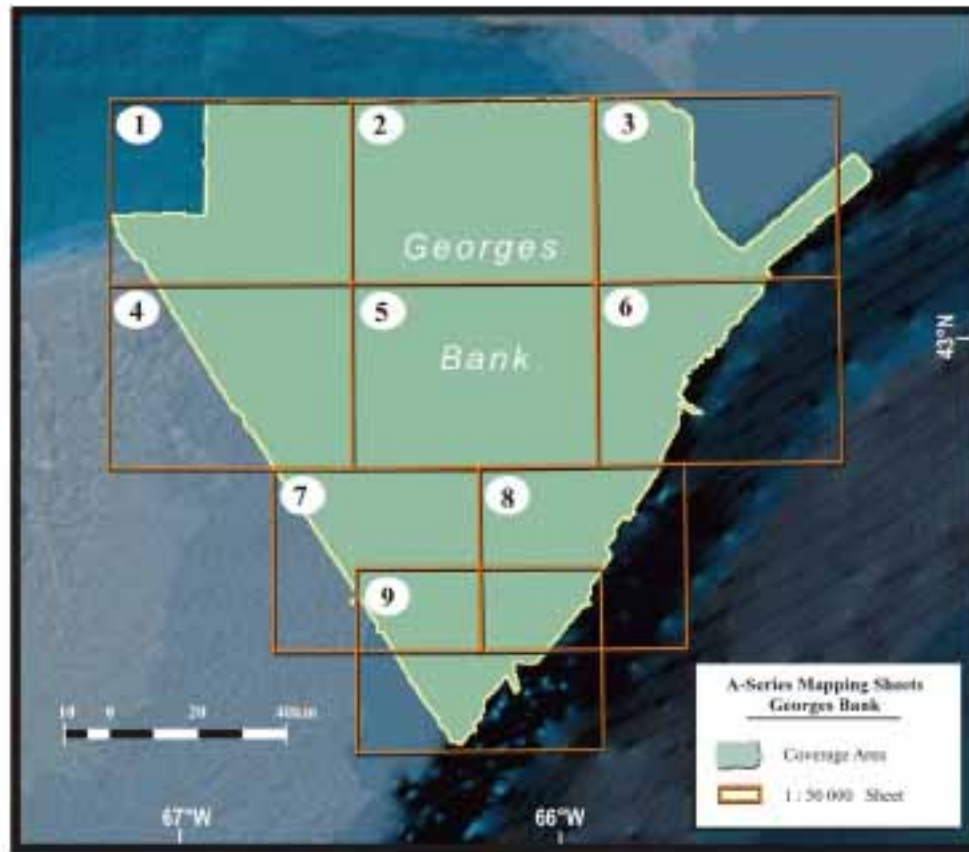 1
2
3
Georges
4
5
6
Bank
43°N
7
8
9
10 0 20 40km
A-Series Mapping Sheets
Georges Bank
Coverage Area
1 : 50 000 Sheet
67°W
66°W